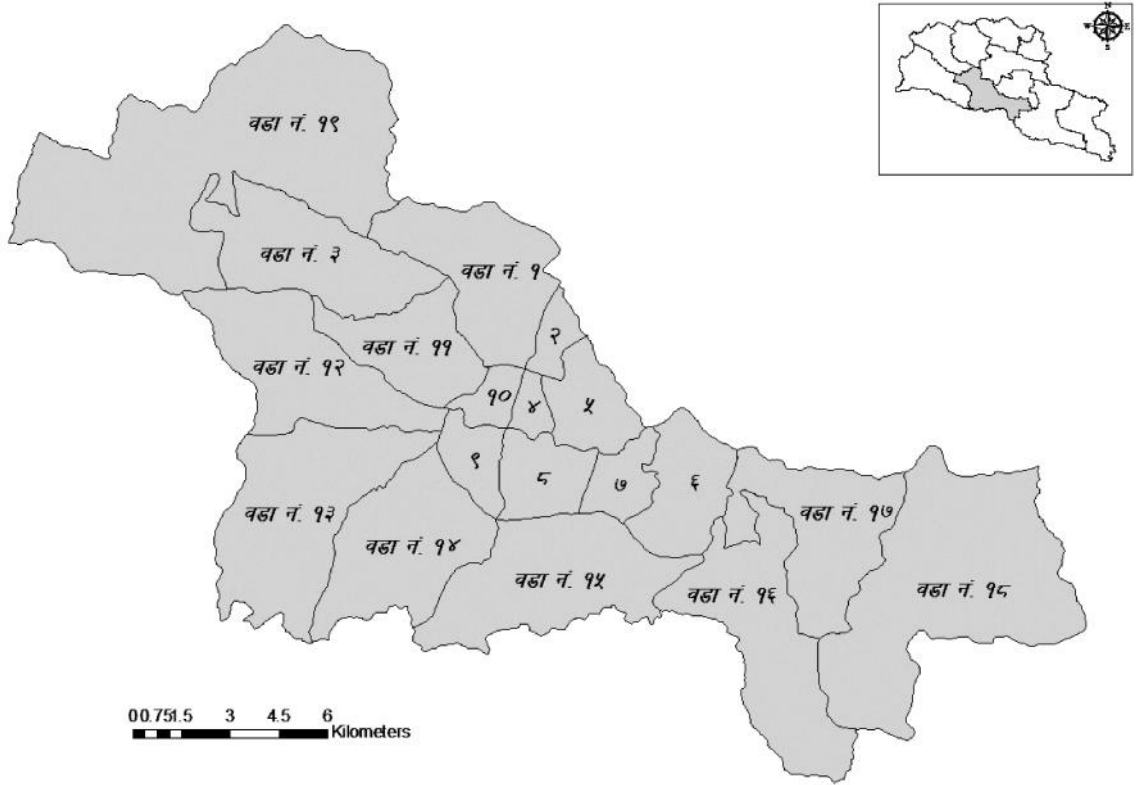 N
W E
S
वडा नं. १९
वडा नं. ३
वडा नं. १
२
वडा नं. ११
वडा नं. १२
१०
४
५
९
८
७
६
वडा नं. १३
वडा नं. १७
वडा नं. १४
वडा नं. १५
वडा नं. १६
वडा नं. १८
0 0.75 1.5 3 4.5 6
Kilometers